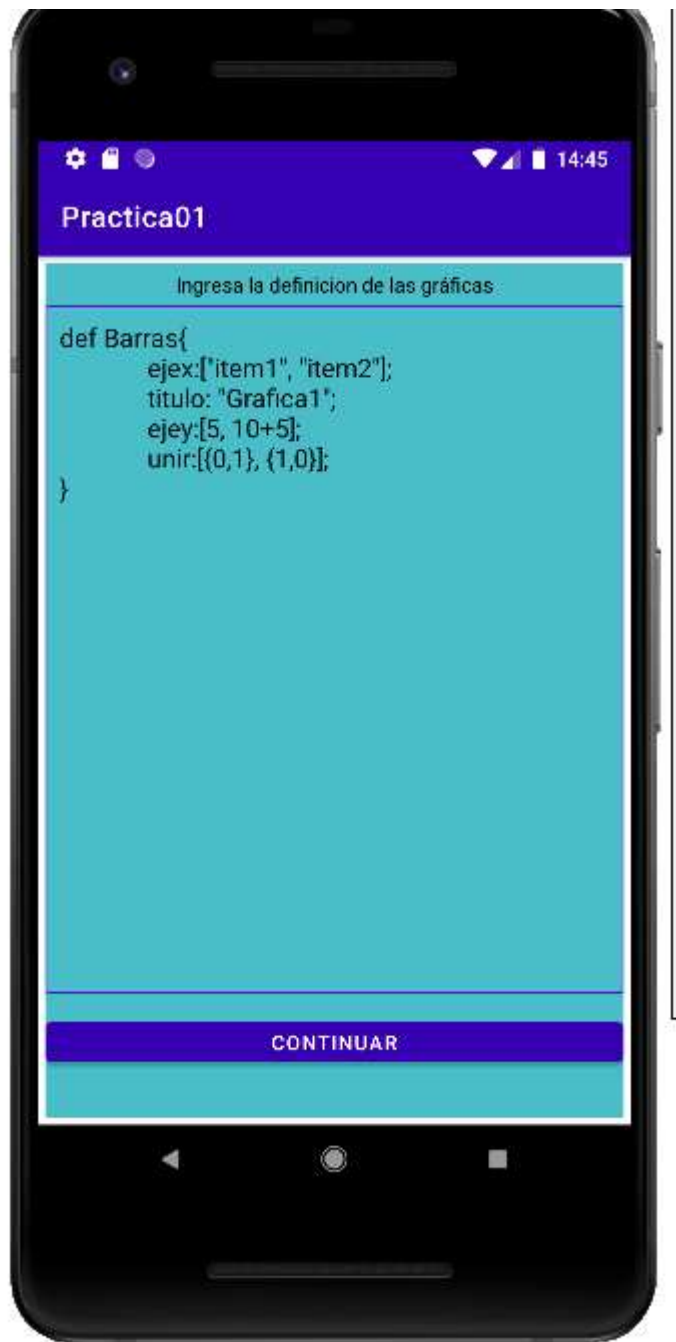 14:45
Practica01
Ingresa la definicion de las gráficas
def Barras{
ejex:["item1", "item2"];
titulo: "Grafica1";
ejey:[5, 10+5];
unir:[{0,1}, {1,0}];
}
CONTINUAR